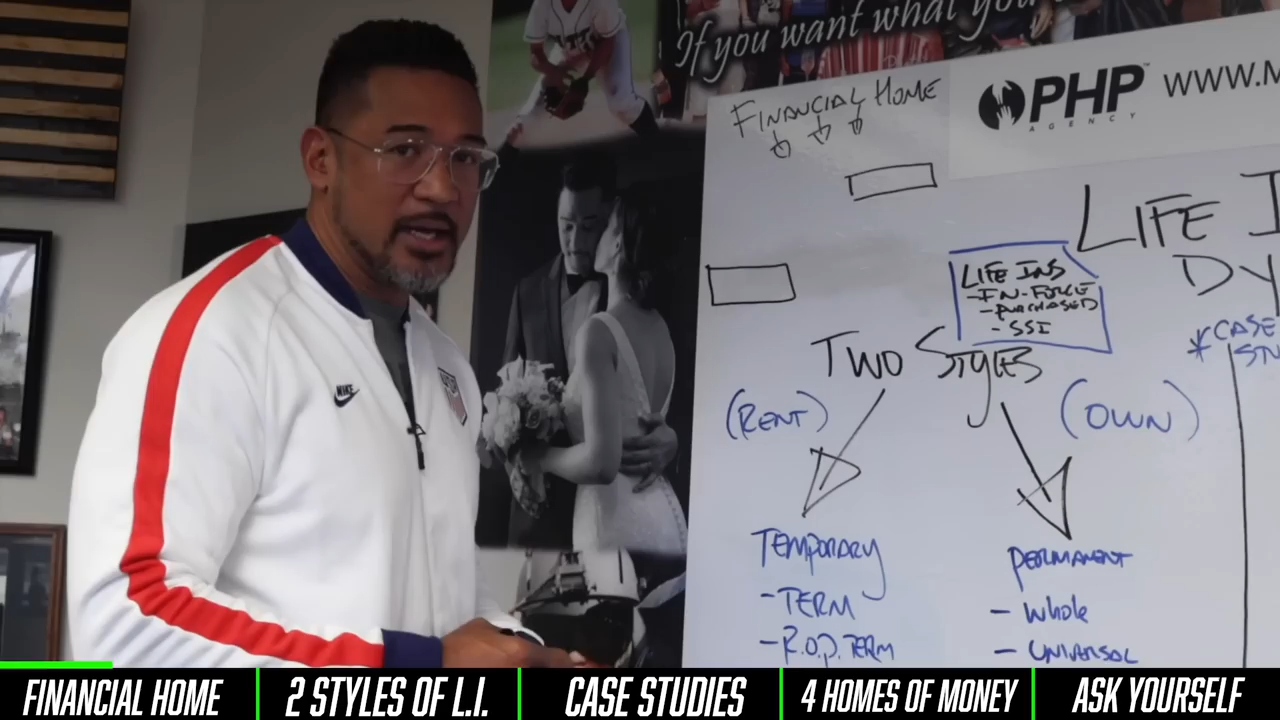 If you want what you
FINANCIAL HOME
PHP
AGENCY
WWW.M
LIFE I
DY
LIFE INS
- IN-FORCE
- PURCHASED
- SSI
*CASE
ST
TWO STYLES
(RENT)
(OWN)
TEMPORARY
- TERM
- R.O.P. TERM
PERMANENT
- Whole
- UNIVERSAL
NIKE
FINANCIAL HOME
2 STYLES OF L.I.
CASE STUDIES
4 HOMES OF MONEY
ASK YOURSELF